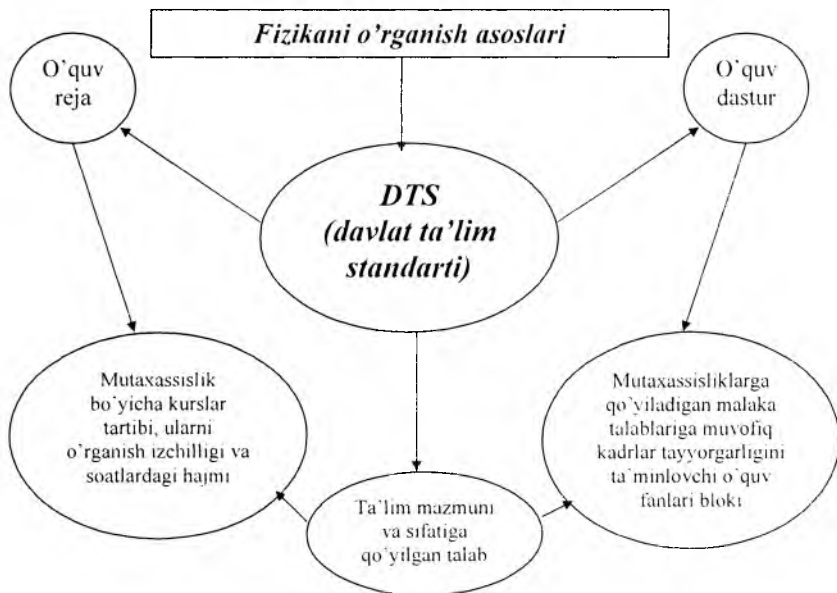 Fizikani o'rganish asoslari
O'quv
reja
O'quv
dastur
DTS
(davlat ta'lim
standarti)
Mutaxassislik
bo'yicha kurslar
tartibi, ularni
o'rganish izchilligi va
soatlardagi hajmi
Mutaxassisliklarga
qo'yiladigan malaka
talablariga muvofiq
kadrlar tayyorgarligini
ta'minlovchi o'quv
fanlari bloki
Ta'lim mazmuni
va sifatiga
qo'yilgan talab